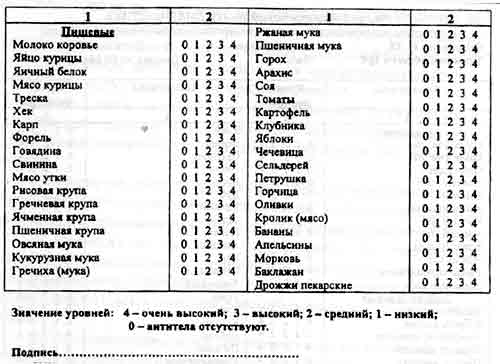 1 2 1 2
Пищевые
Молоко коровье 0 1 2 3 4
Яйцо курицы 0 1 2 3 4
Яичный белок 0 1 2 3 4
Мясо курицы 0 1 2 3 4
Треска 0 1 2 3 4
Хек 0 1 2 3 4
Карп 0 1 2 3 4
Форель 0 1 2 3 4
Говядина 0 1 2 3 4
Свинина 0 1 2 3 4
Мясо утки 0 1 2 3 4
Рисовая крупа 0 1 2 3 4
Гречневая крупа 0 1 2 3 4
Ячменная крупа 0 1 2 3 4
Пшеничная крупа 0 1 2 3 4
Овсяная мука 0 1 2 3 4
Кукурузная мука 0 1 2 3 4
Гречиха (мука) 0 1 2 3 4
Ржаная мука 0 1 2 3 4
Пшеничная мука 0 1 2 3 4
Горох 0 1 2 3 4
Арахис 0 1 2 3 4
Соя 0 1 2 3 4
Томаты 0 1 2 3 4
Картофель 0 1 2 3 4
Клубника 0 1 2 3 4
Яблоки 0 1 2 3 4
Чечевица 0 1 2 3 4
Сельдерей 0 1 2 3 4
Петрушка 0 1 2 3 4
Горчица 0 1 2 3 4
Оливки 0 1 2 3 4
Кролик (мясо) 0 1 2 3 4
Бананы 0 1 2 3 4
Апельсины 0 1 2 3 4
Морковь 0 1 2 3 4
Баклажан 0 1 2 3 4
Дрожжи пекарские 0 1 2 3 4
Значение уровней: 4 – очень высокий; 3 – высокий; 2 – средний; 1 – низкий;
0 – антитела отсутствуют.
Подпись